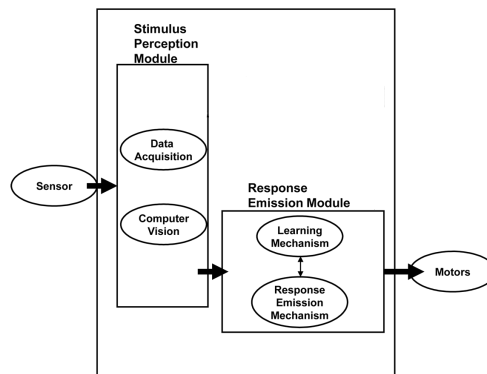 Stimulus
Perception
Module
Data
Acquisition
Sensor
Computer
Vision
Response
Emission Module
Learning
Mechanism
Response
Emission
Mechanism
Motors